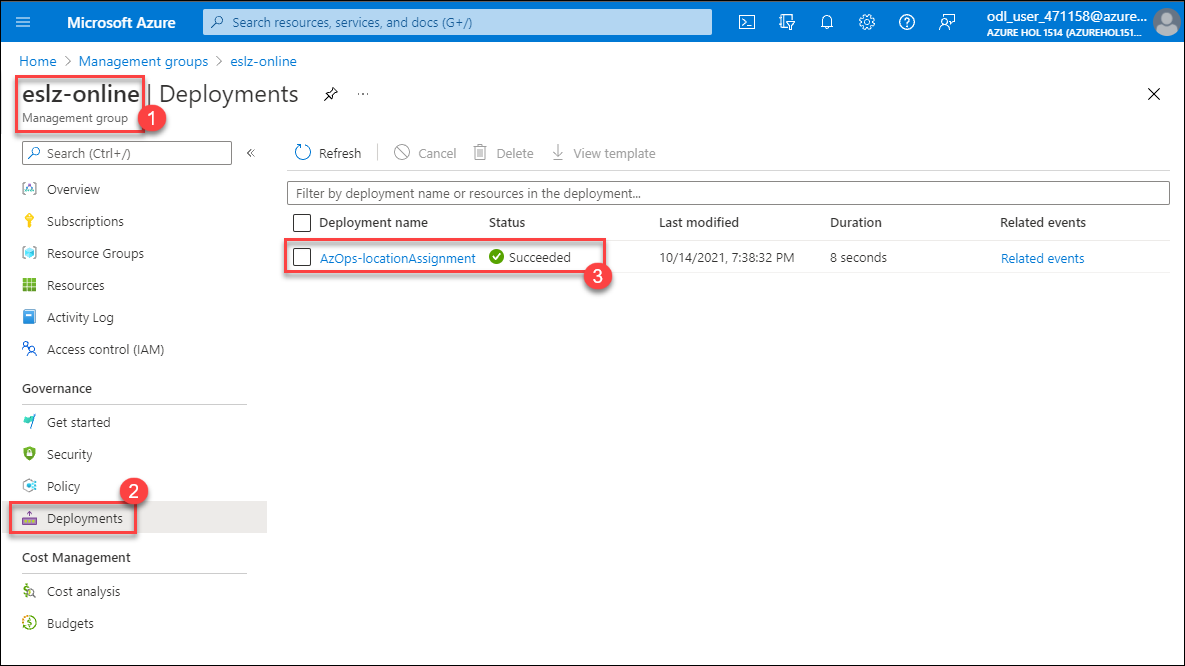 Microsoft Azure
Search resources, services, and docs (G+/)
odl_user_471158@azure...
AZURE HOL 1514 (AZUREHOL151...
Home > Management groups > eslz-online
eslz-online | Deployments ...
Management group
1
Search (Ctrl+/)
«
Overview
Subscriptions
Resource Groups
Resources
Activity Log
Access control (IAM)
Governance
Get started
Security
Policy
2
Deployments
Cost Management
Cost analysis
Budgets
Refresh Cancel Delete View template
Filter by deployment name or resources in the deployment...
Deployment name Status Last modified Duration Related events
AzOps-locationAssignment Succeeded 10/14/2021, 7:38:32 PM 8 seconds Related events
3